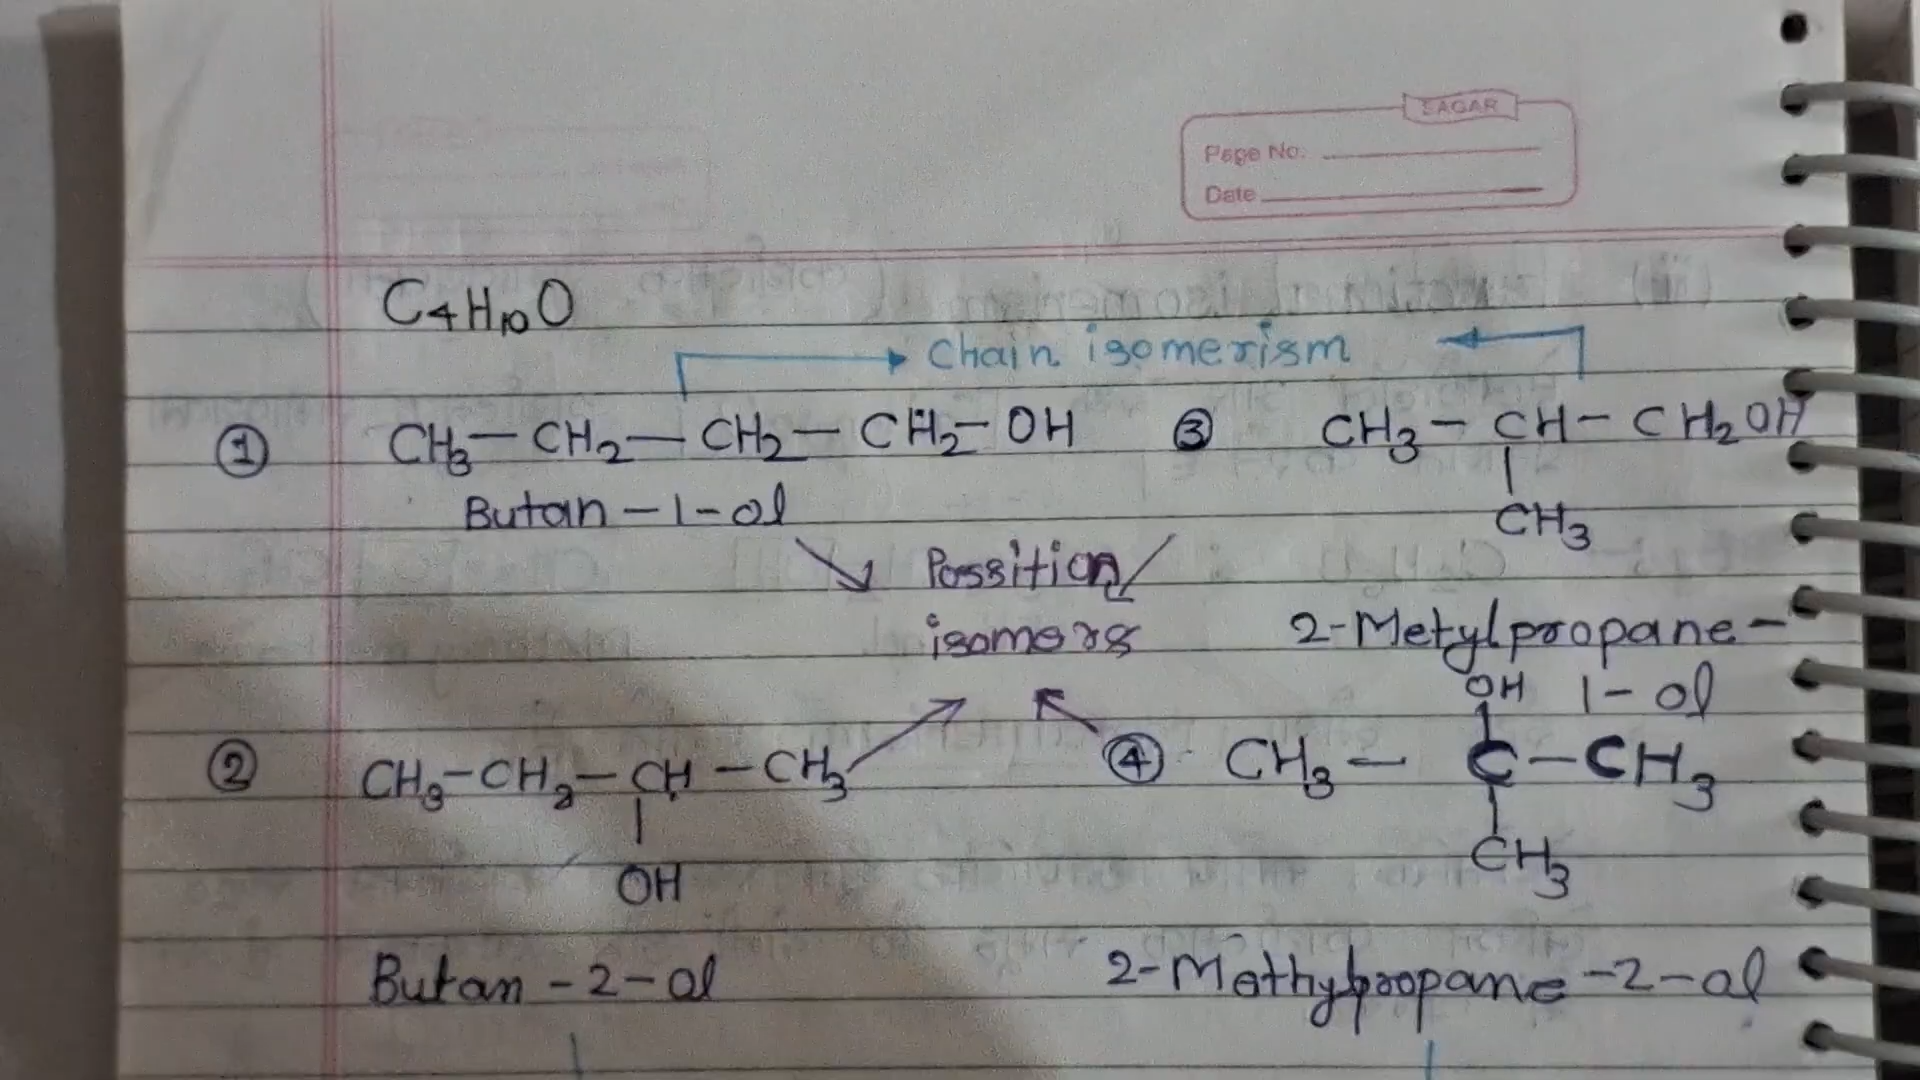 SAGAR
Page No.
Date
C4H10O
Chain isomerism
① CH3 — CH2 — CH2 — CH2 — OH ③ CH3 — CH — CH2OH
CH3
Butan - 1 - ol
Possition
isomers
2-Metylpropane -
1 - ol
OH
② CH3 — CH2 — CH — CH3 ④ CH3 — C — CH3
OH
CH3
Butan - 2 - ol
2-Methylpropane - 2 - ol